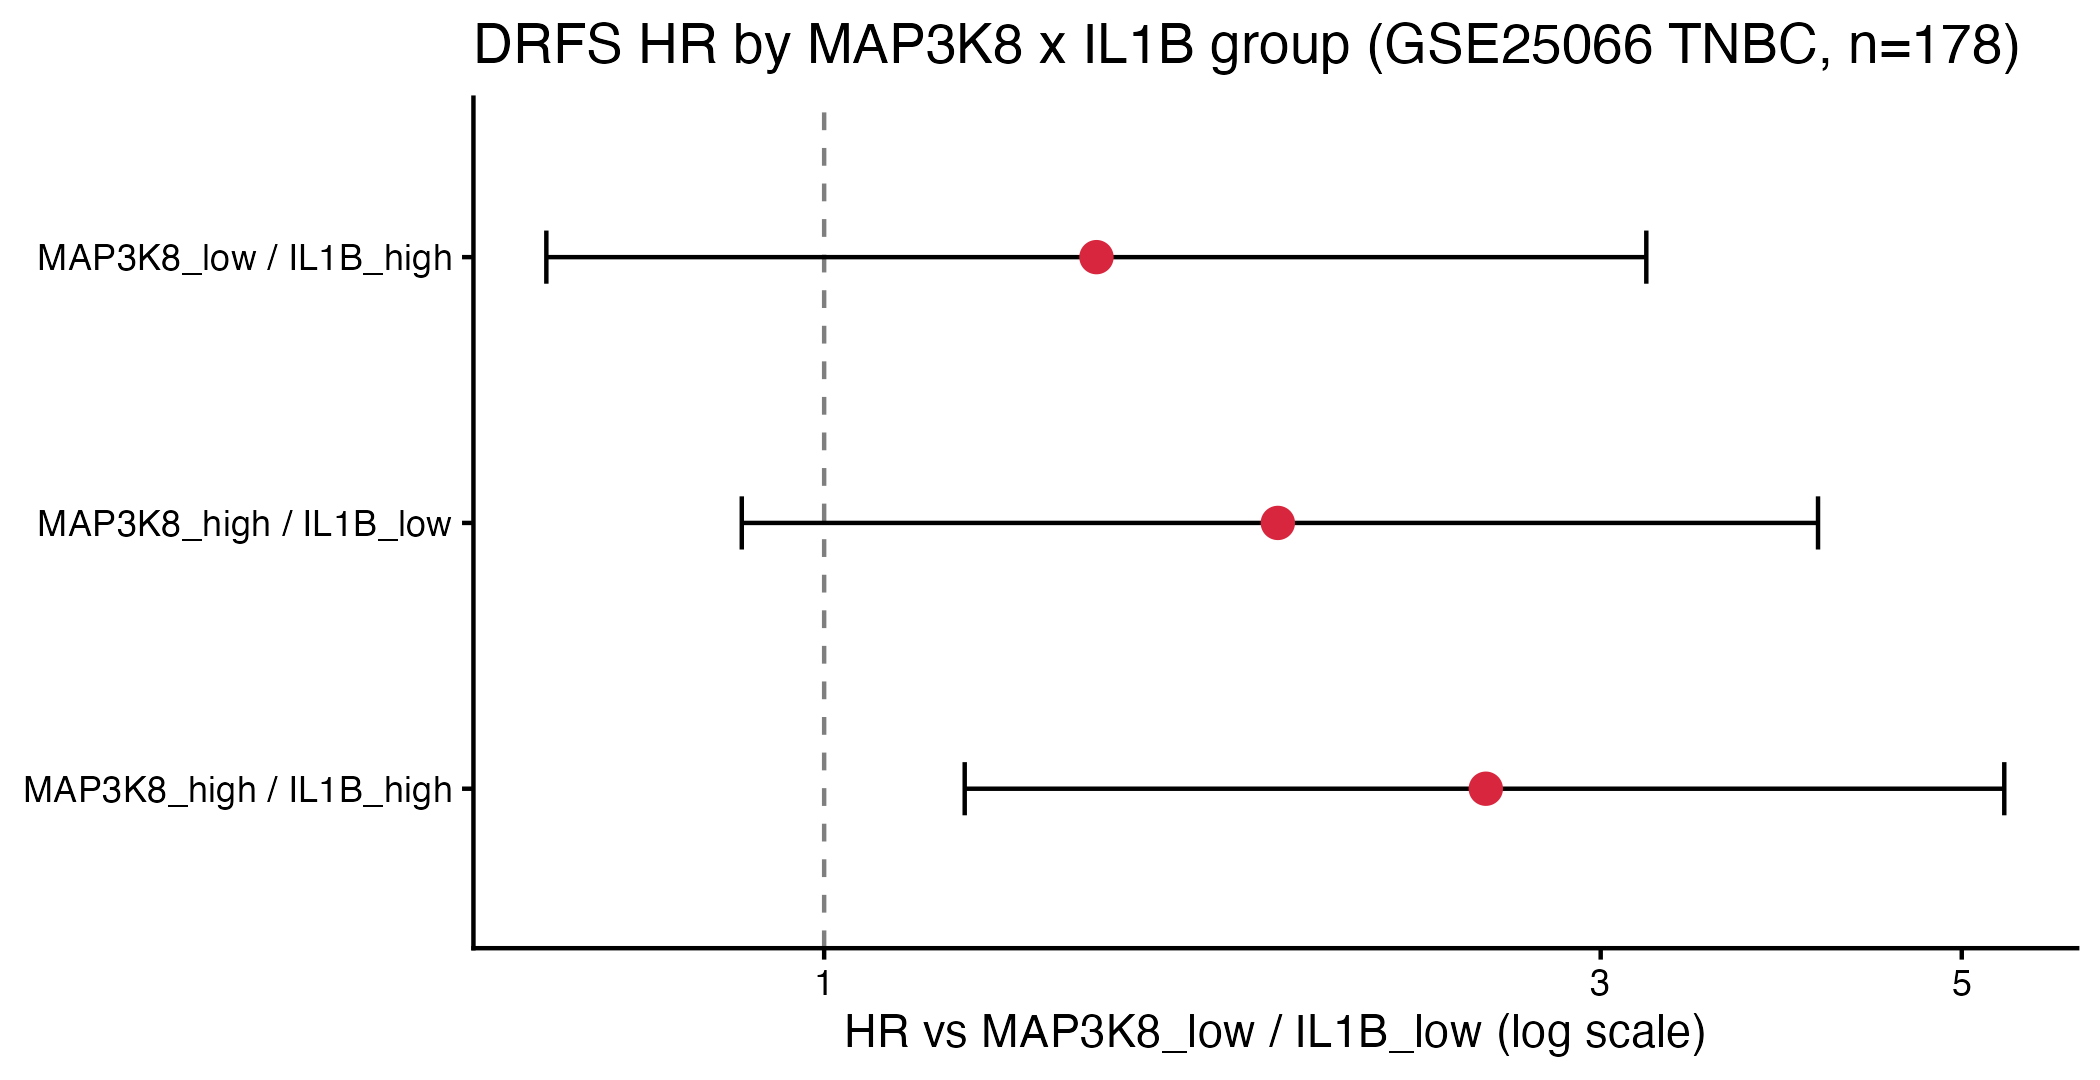 DRFS HR by MAP3K8 x IL1B group (GSE25066 TNBC, n=178)
MAP3K8_low / IL1B_high
MAP3K8_high / IL1B_low
MAP3K8_high / IL1B_high
1
3
5
HR vs MAP3K8_low / IL1B_low (log scale)